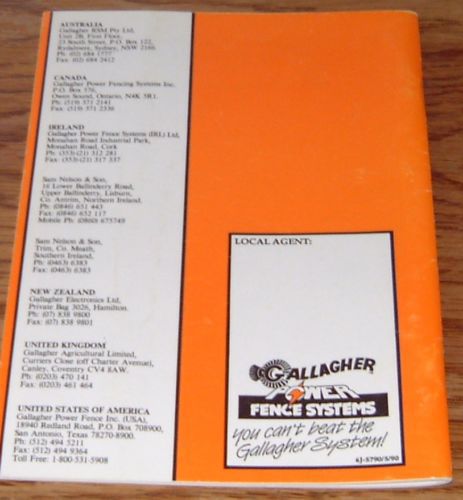 AUSTRALIA
Gallagher BSM Pty Ltd,
Unit 2B, First Floor,
23 South Street, P.O. Box 122,
Rydalmere, Sydney, NSW 2166.
Ph: (02) 684 1777
Fax: (02) 684 2412
CANADA
Gallagher Power Fencing Systems Inc.
P.O. Box 576,
Owen Sound, Ontario, N4K 5R1.
Ph: (519) 371 2141
Fax: (519) 371 2336
IRELAND
Gallagher Power Fence Systems (IRL) Ltd,
Monahan Road Industrial Park,
Monahan Road, Cork
Ph: (353)-(21) 312 281
Fax: (353)-(21) 317 337
Sam Nelson & Son,
16 Lower Ballinderry Road,
Upper Ballinderry, Lisburn,
Co. Antrim, Northern Ireland.
Ph: (0846) 651 443
Fax: (0846) 652 117
Mobile Ph: (0860) 675749
Sam Nelson & Son,
Trim, Co. Meath,
Southern Ireland,
Ph: (0463) 6383
Fax: (0463) 6383
NEW ZEALAND
Gallagher Electronics Ltd,
Private Bag 3026, Hamilton.
Ph: (07) 838 9800
Fax: (07) 838 9801
UNITED KINGDOM
Gallagher Agricultural Limited,
Curriers Close (off Charter Avenue),
Canley, Coventry CV4 8AW.
Ph: (0203) 470 141
Fax: (0203) 461 464
UNITED STATES OF AMERICA
Gallagher Power Fence Inc. (USA),
18940 Redland Road, P.O. Box 708900,
San Antonio, Texas 78270-8900.
Ph: (512) 494 5211
Fax: (512) 494 9364
Toll Free: 1-800-531-5908
LOCAL AGENT:
GALLAGHER
POWER
FENCE SYSTEMS
you can't beat the
Gallagher System!
4J-5790/5/90